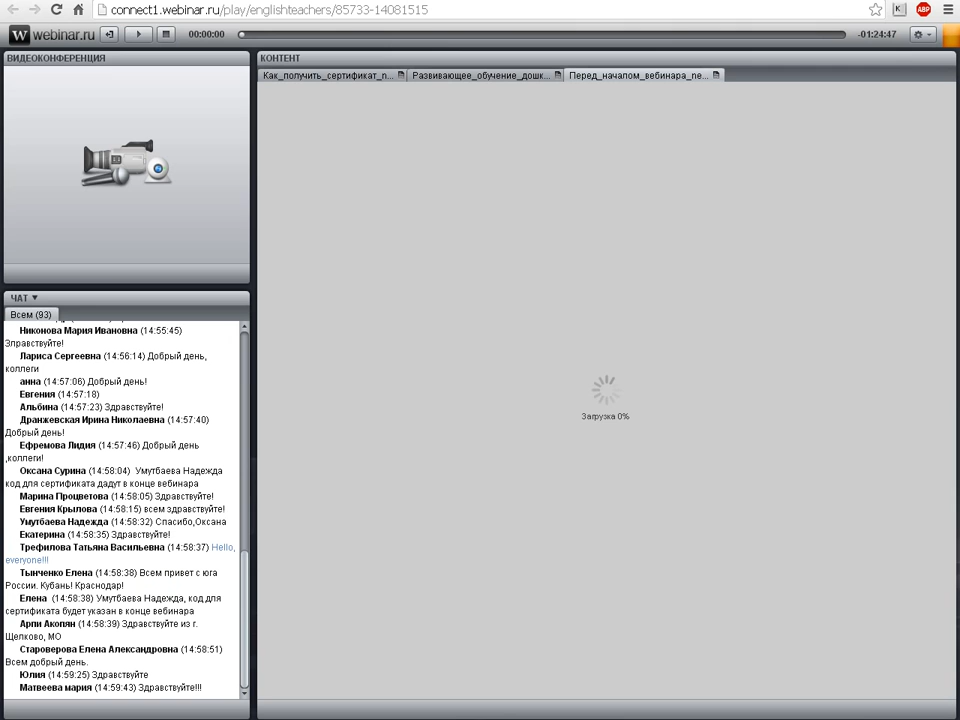 connect1.webinar.ru/play/englishteachers/85733-14081515
W webinar.ru 00:00:00 -01:24:47
ВИДЕОКОНФЕРЕНЦИЯ
КОНТЕНТ
Как_получить_сертификат_п... Развивающее_обучение_дошк... Перед_началом_вебинара_пе...
ЧАТ
Всем (93)
Никонова Мария Ивановна (14:55:45)
Зправствуйте!
Лариса Сергеевна (14:56:14) Добрый день,
коллеги
анна (14:57:06) Добрый день!
Евгения (14:57:18)
Альбина (14:57:23) Здравствуйте!
Дранжевская Ирина Николаевна (14:57:40)
Добрый день!
Ефремова Лидия (14:57:46) Добрый день
,коллеги!
Оксана Сурина (14:58:04) Умутбаева Надежда
код для сертификата дадут в конце вебинара
Марина Процветова (14:58:05) Здравствуйте!
Евгения Крылова (14:58:15) всем здравствуйте!
Умутбаева Надежда (14:58:32) Спасибо,Оксана
Екатерина (14:58:35) Здравствуйте!
Трефилова Татьяна Васильевна (14:58:37) Hello,
everyone!!!
Тынченко Елена (14:58:38) Всем привет с юга
России. Кубань! Краснодар!
Елена (14:58:38) Умутбаева Надежда, код для
сертификата будет указан в конце вебинара
Арпи Акопян (14:58:39) Здравствуйте из г.
Щелково, МО
Староверова Елена Александровна (14:58:51)
Всем добрый день.
Юлия (14:59:25) Здравствуйте
Матвеева мария (14:59:43) Здравствуйте!!!
Загрузка 0%